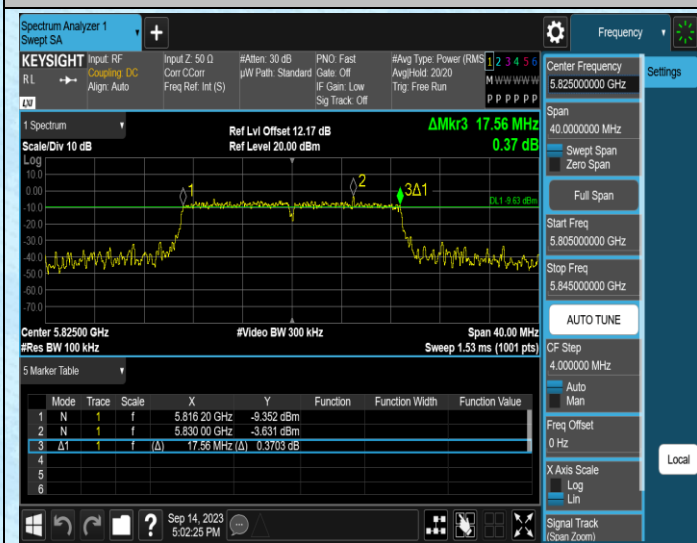 Spectrum Analyzer 1
Swept SA
Frequency
KEYSIGHT
RL
LXI
Input: RF
Coupling: DC
Align: Auto
Input Z: 50 Ω
Corr CCorr
Freq Ref: Int (S)
#Atten: 30 dB
µW Path: Standard
PNO: Fast
Gate: Off
IF Gain: Low
Sig Track: Off
#Avg Type: Power (RMS
Avg|Hold: 20/20
Trig: Free Run
1 2 3 4 5 6
M W W W W W
P P P P P P
1 Spectrum
Scale/Div 10 dB
Ref Lvl Offset 12.17 dB
Ref Level 20.00 dBm
ΔMkr3 17.56 MHz
0.37 dB
Log
10.0
0.00
-10.0
-20.0
-30.0
-40.0
-50.0
-60.0
-70.0
1
2
3Δ1
DL1 -9.63 dBm
Center 5.82500 GHz
#Video BW 300 kHz
Span 40.00 MHz
#Res BW 100 kHz
Sweep 1.53 ms (1001 pts)
5 Marker Table
Mode Trace Scale X Y Function Function Width Function Value
1 N 1 f 5.816 20 GHz -9.352 dBm
2 N 1 f 5.830 00 GHz -3.631 dBm
3 Δ1 1 f (Δ) 17.56 MHz (Δ) 0.3703 dB
4
5
6
Sep 14, 2023
5:02:25 PM
Center Frequency
5.825000000 GHz
Span
40.0000000 MHz
Swept Span
Zero Span
Full Span
Start Freq
5.805000000 GHz
Stop Freq
5.845000000 GHz
AUTO TUNE
CF Step
4.000000 MHz
Auto
Man
Freq Offset
0 Hz
X Axis Scale
Log
Lin
Signal Track
(Span Zoom)
Settings
Local